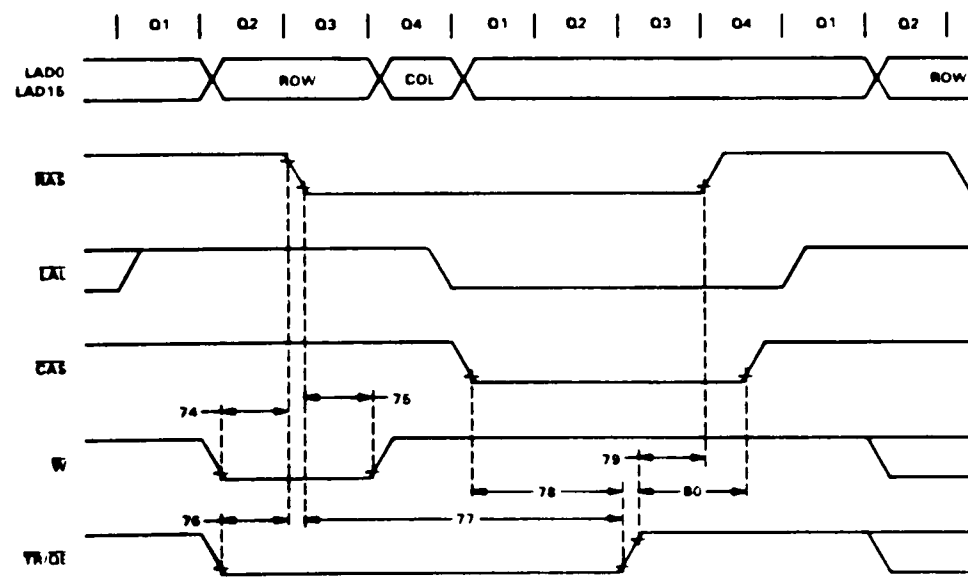 Q1 Q2 Q3 Q4 Q1 Q2 Q3 Q4 Q1 Q2
LAD0
LAD15
ROW COL ROW
RAS
LAL
CAS
74 75
W
79
78 80
76 77
TR/QE